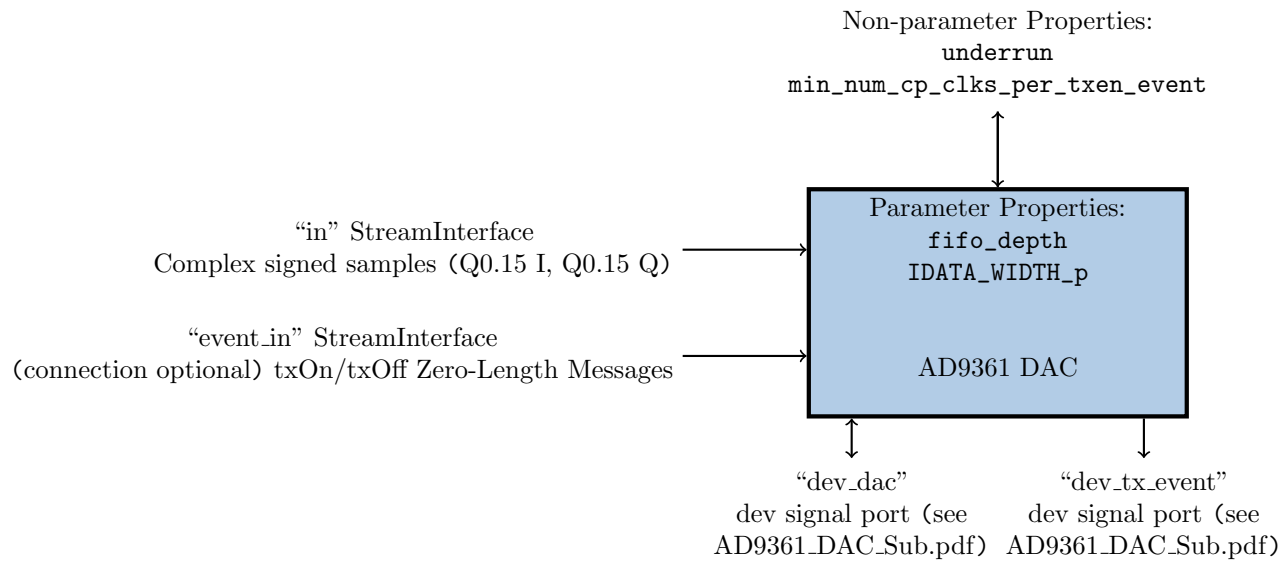 Non-parameter Properties:
underrun
min_num_cp_clks_per_txen_event
Parameter Properties:
fifo_depth
IDATA_WIDTH_p
“in” StreamInterface
Complex signed samples (Q0.15 I, Q0.15 Q)
“event_in” StreamInterface
(connection optional) txOn/txOff Zero-Length Messages
AD9361 DAC
“dev_dac”
dev signal port (see
AD9361_DAC_Sub.pdf)
“dev_tx_event”
dev signal port (see
AD9361_DAC_Sub.pdf)